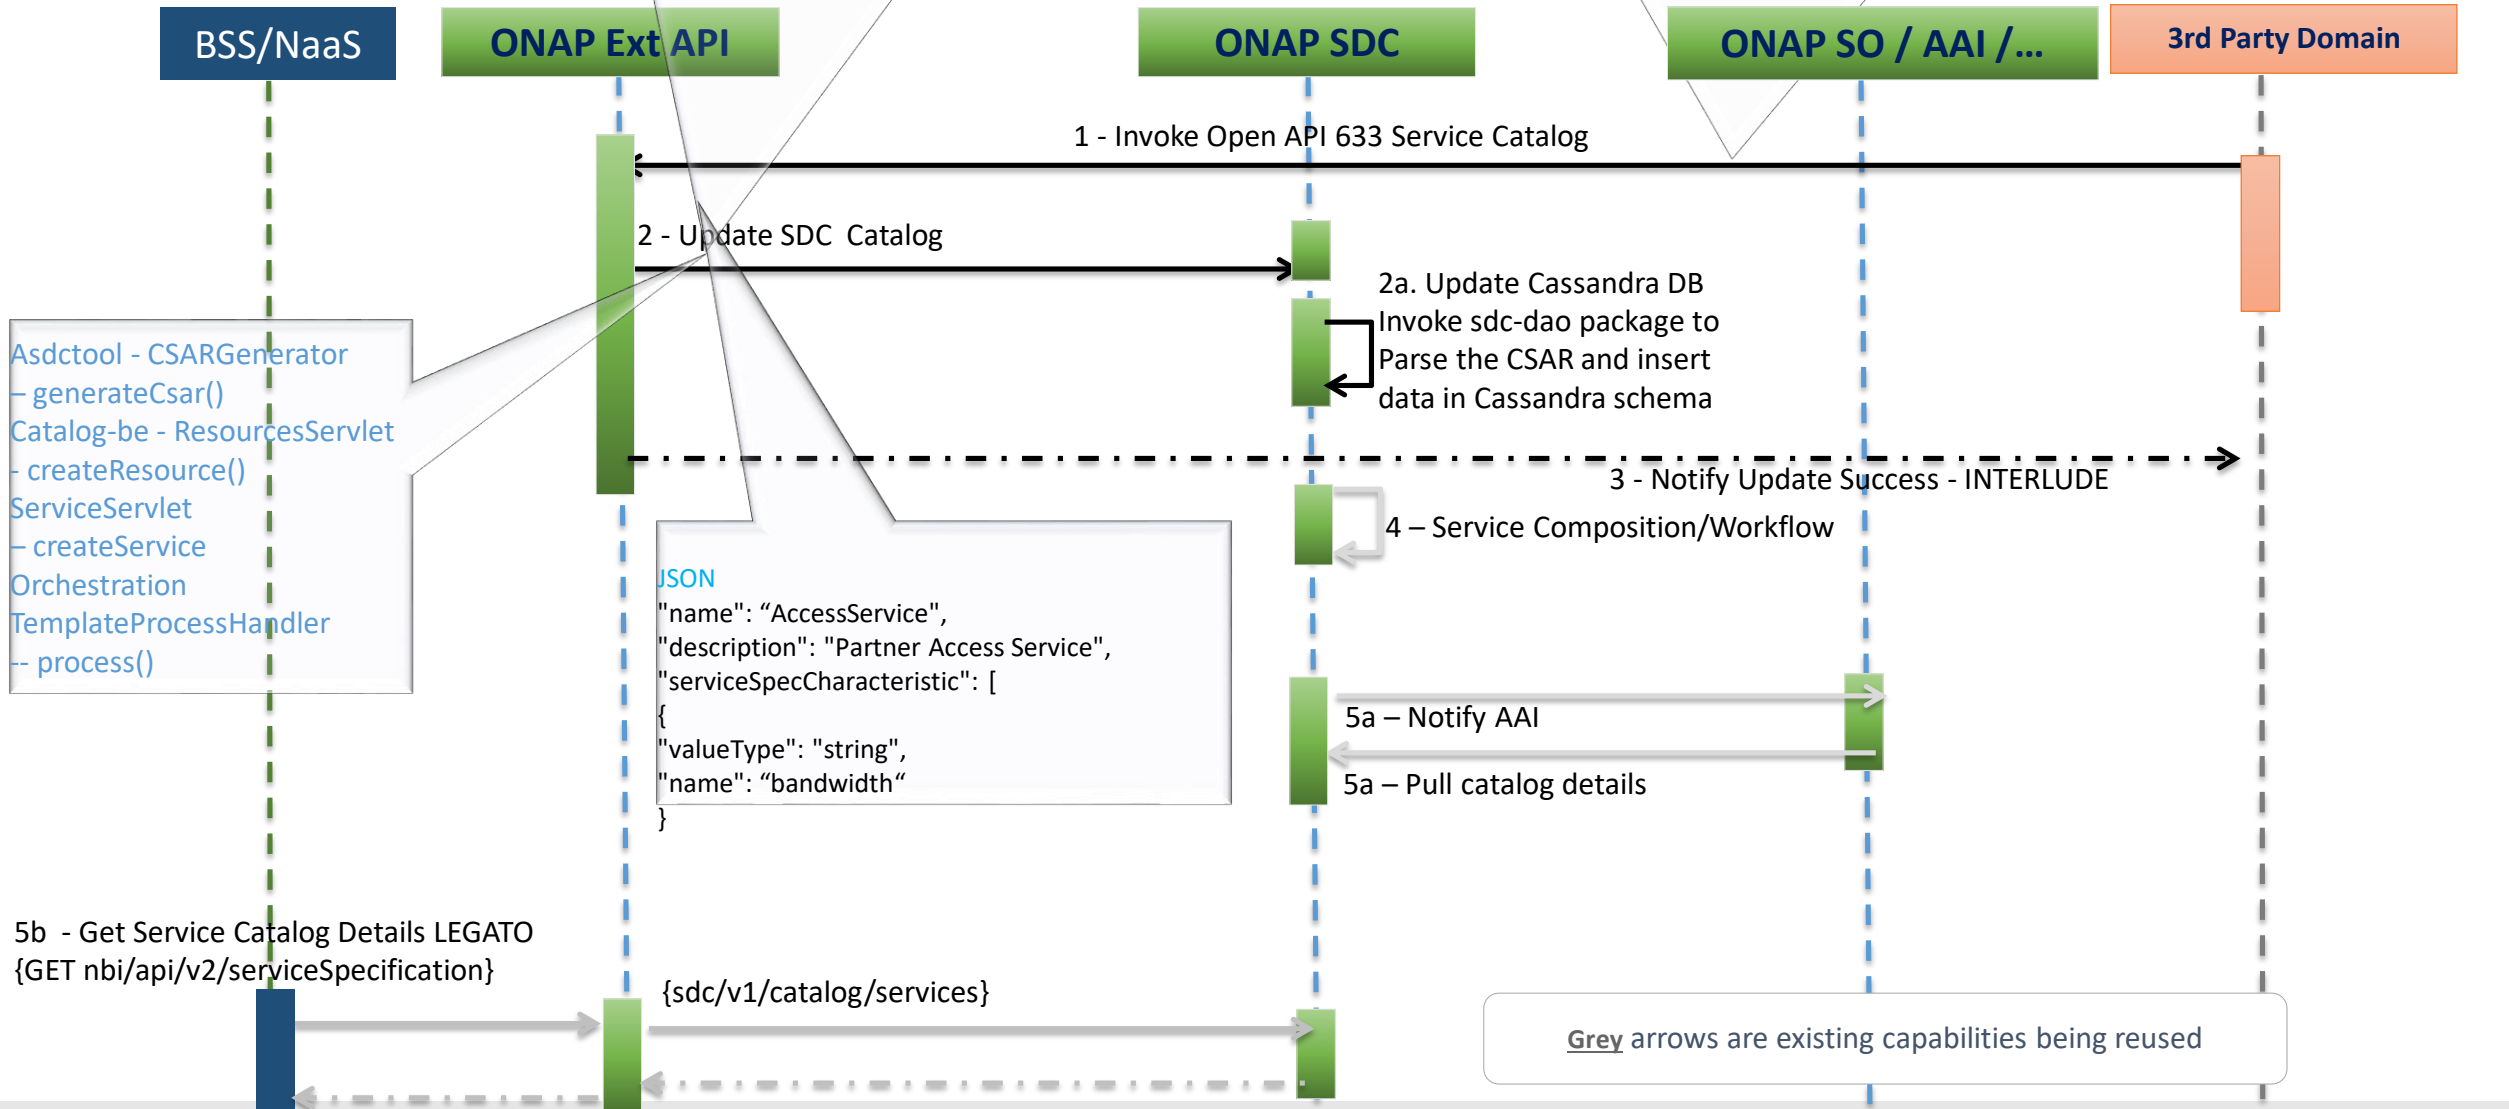 BSS/NaaS
ONAP Ext API
ONAP SDC
ONAP SO / AAI /...
3rd Party Domain
1 - Invoke Open API 633 Service Catalog
2 - Update SDC  Catalog
2a. Update Cassandra DB
Invoke sdc-dao package to
Parse the CSAR and insert
data in Cassandra schema
Asdctool - CSARGenerator
– generateCsar()
Catalog-be - ResourcesServlet
- createResource()
ServiceServlet
– createService
Orchestration
TemplateProcessHandler
-- process()
3 - Notify Update Success - INTERLUDE
4 – Service Composition/Workflow
JSON
"name": “AccessService",
"description": "Partner Access Service",
"serviceSpecCharacteristic": [
{
"valueType": "string",
"name": “bandwidth“
}
5a – Notify AAI
5a – Pull catalog details
5b  - Get Service Catalog Details LEGATO
{GET nbi/api/v2/serviceSpecification}
{sdc/v1/catalog/services}
Grey arrows are existing capabilities being reused